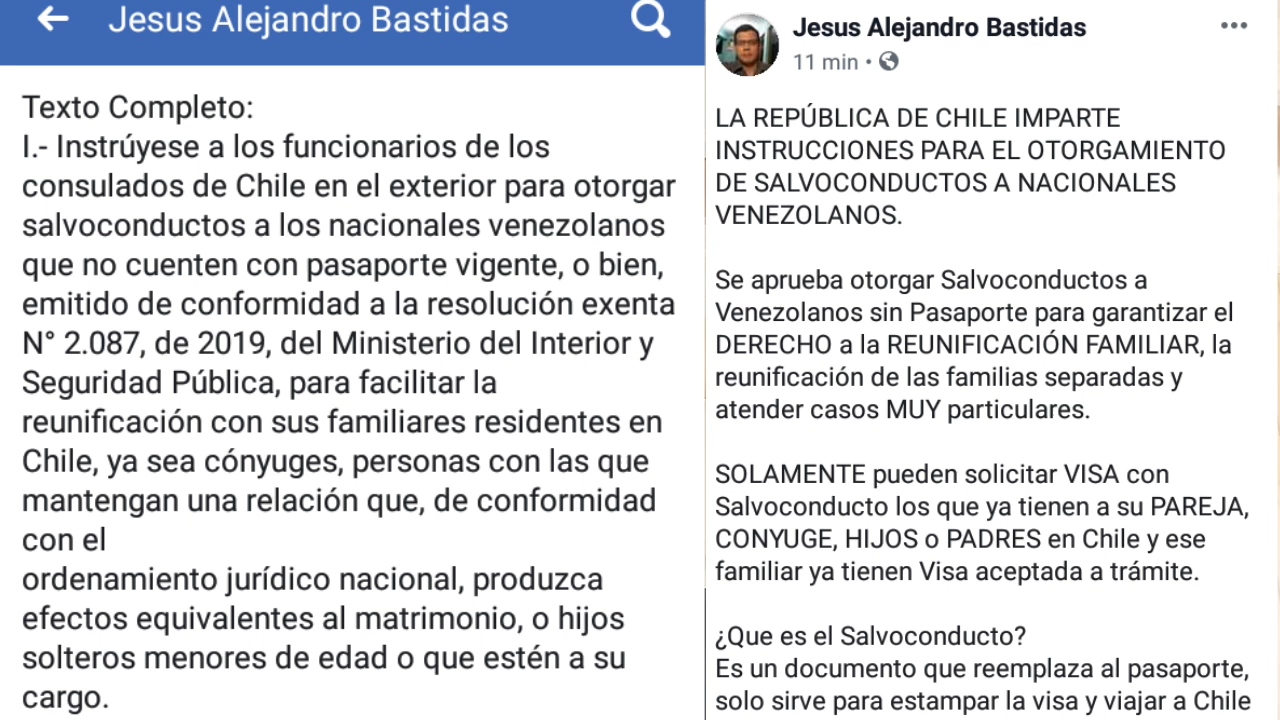 Jesus Alejandro Bastidas
Texto Completo:
I.- Instrúyese a los funcionarios de los
consulados de Chile en el exterior para otorgar
salvoconductos a los nacionales venezolanos
que no cuenten con pasaporte vigente, o bien,
emitido de conformidad a la resolución exenta
N° 2.087, de 2019, del Ministerio del Interior y
Seguridad Pública, para facilitar la
reunificación con sus familiares residentes en
Chile, ya sea cónyuges, personas con las que
mantengan una relación que, de conformidad
con el
ordenamiento jurídico nacional, produzca
efectos equivalentes al matrimonio, o hijos
solteros menores de edad o que estén a su
cargo.
Jesus Alejandro Bastidas
11 min •
LA REPÚBLICA DE CHILE IMPARTE
INSTRUCCIONES PARA EL OTORGAMIENTO
DE SALVOCONDUCTOS A NACIONALES
VENEZOLANOS.
Se aprueba otorgar Salvoconductos a
Venezolanos sin Pasaporte para garantizar el
DERECHO a la REUNIFICACIÓN FAMILIAR, la
reunificación de las familias separadas y
atender casos MUY particulares.
SOLAMENTE pueden solicitar VISA con
Salvoconducto los que ya tienen a su PAREJA,
CONYUGE, HIJOS o PADRES en Chile y ese
familiar ya tienen Visa aceptada a trámite.
¿Que es el Salvoconducto?
Es un documento que reemplaza al pasaporte,
solo sirve para estampar la visa y viajar a Chile